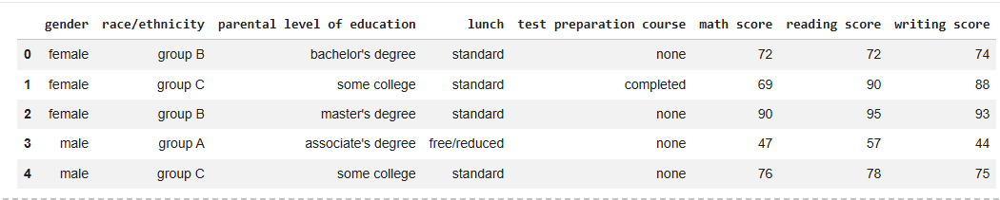 gender race/ethnicity parental level of education lunch test preparation course math score reading score writing score
0 female group B bachelor's degree standard none 72 72 74
1 female group C some college standard completed 69 90 88
2 female group B master's degree standard none 90 95 93
3 male group A associate's degree free/reduced none 47 57 44
4 male group C some college standard none 76 78 75